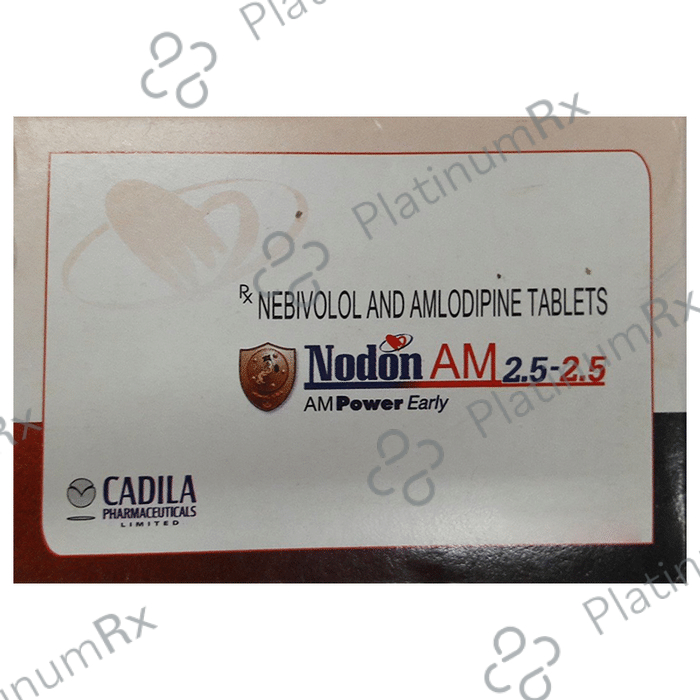 PlatinumRx
PlatinumRx
℞ NEBIVOLOL AND AMLODIPINE TABLETS
Nodon AM 2.5-2.5
AM Power Early
PlatinumRx
Rx
CADILA
PHARMACEUTICALS
LIMITED
PlatinumRx
PlatinumRx